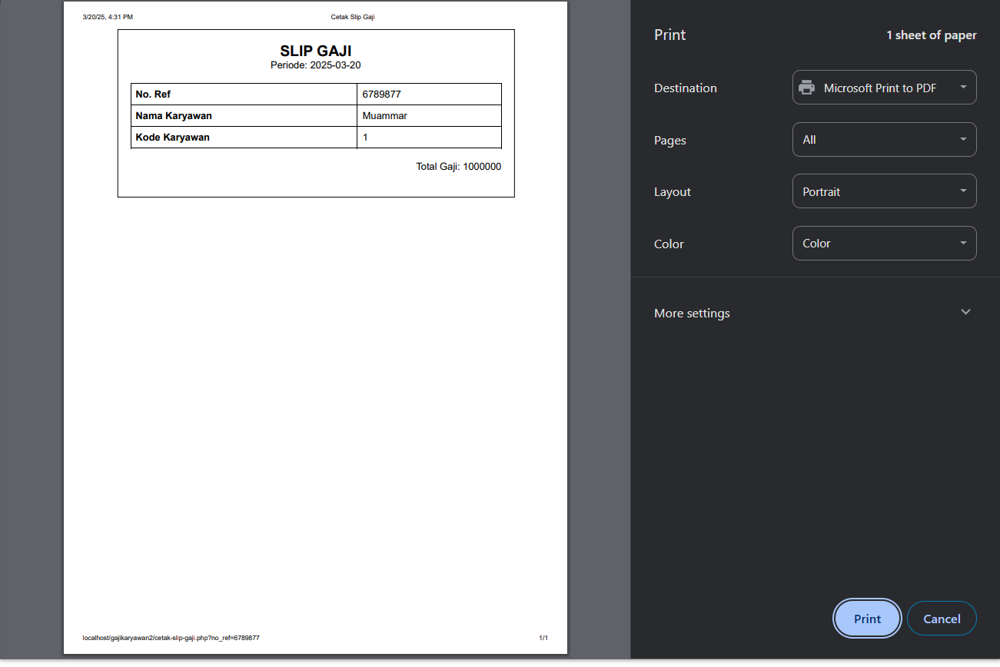 3/20/25, 4:31 PM Cetak Slip Gaji
SLIP GAJI
Periode: 2025-03-20
No. Ref 6789877
Nama Karyawan Muammar
Kode Karyawan 1
Total Gaji: 1000000
localhost/gajikaryawan2/cetak-slip-gaji.php?no_ref=6789877 1/1
Print 1 sheet of paper
Destination Microsoft Print to PDF
Pages All
Layout Portrait
Color Color
More settings
Print Cancel